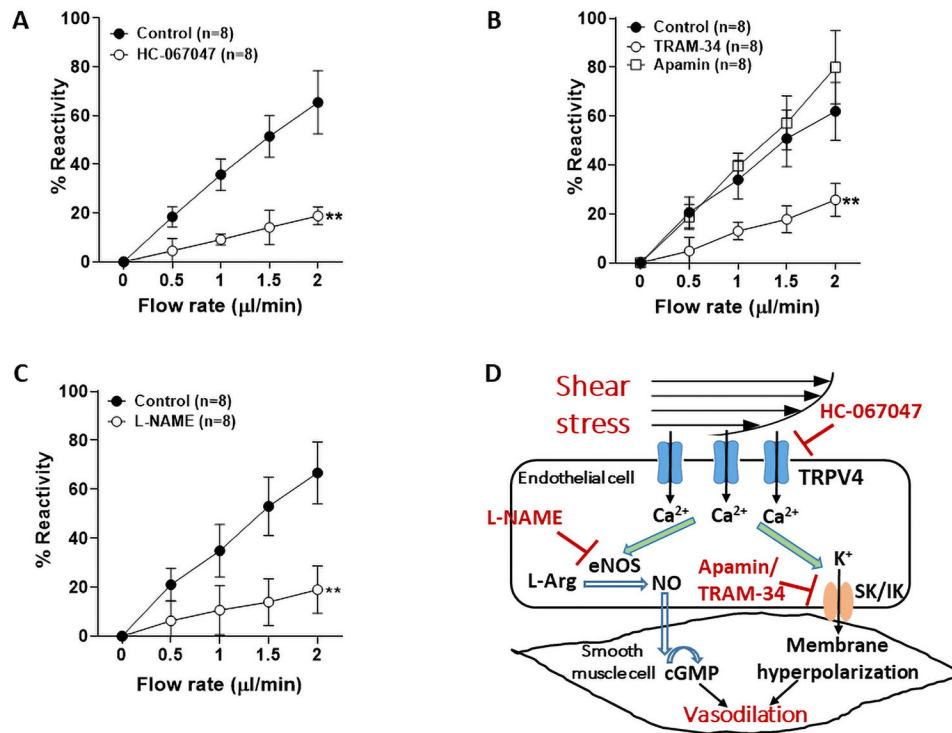 A
% Reactivity
100
80
60
40
20
0
Control (n=8)
HC-067047 (n=8)
**
0 0.5 1 1.5 2
Flow rate (μl/min)
B
% Reactivity
100
80
60
40
20
0
Control (n=8)
TRAM-34 (n=8)
Apamin (n=8)
**
0 0.5 1 1.5 2
Flow rate (μl/min)
C
% Reactivity
100
80
60
40
20
0
Control (n=8)
L-NAME (n=8)
**
0 0.5 1 1.5 2
Flow rate (μl/min)
D
Shear
stress
HC-067047
Endothelial cell
TRPV4
Ca²⁺ Ca²⁺ Ca²⁺
L-NAME
eNOS
L-Arg
NO
Apamin/
TRAM-34
K⁺
SK/IK
Smooth
muscle cell
cGMP
Membrane
hyperpolarization
Vasodilation